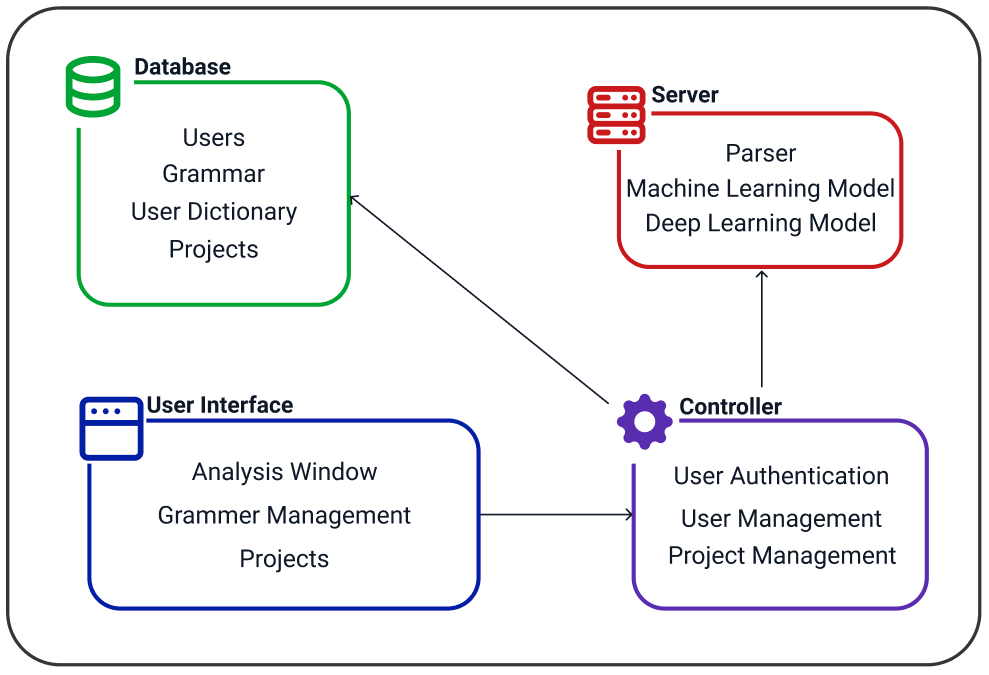 Database
Users
Grammar
User Dictionary
Projects
Server
Parser
Machine Learning Model
Deep Learning Model
User Interface
Analysis Window
Grammer Management
Projects
Controller
User Authentication
User Management
Project Management